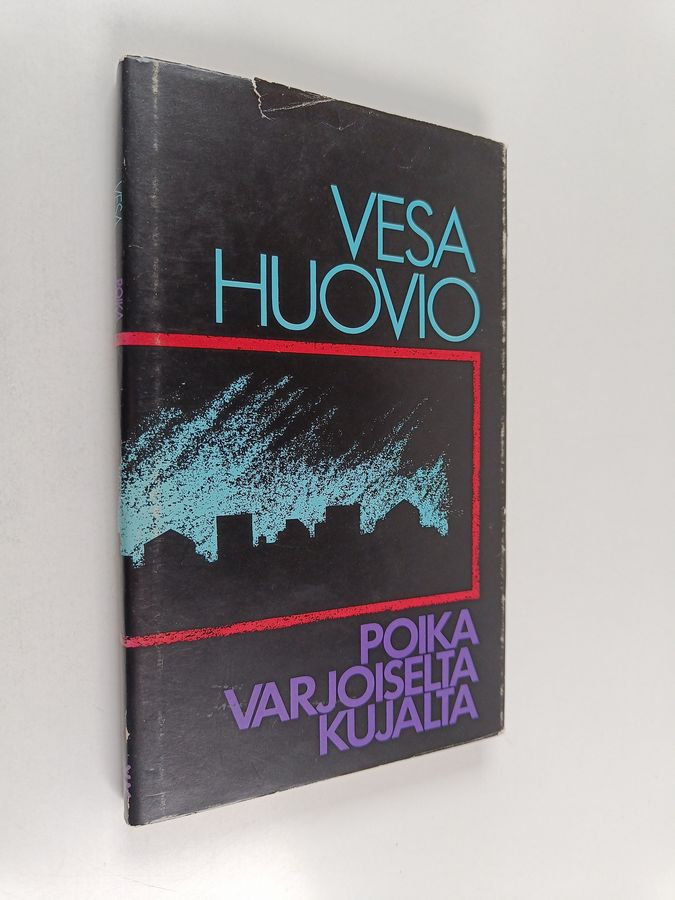 VESA
HUOVIO
POIKA
VARJOISELTA
KUJALTA
VESA
POIKA